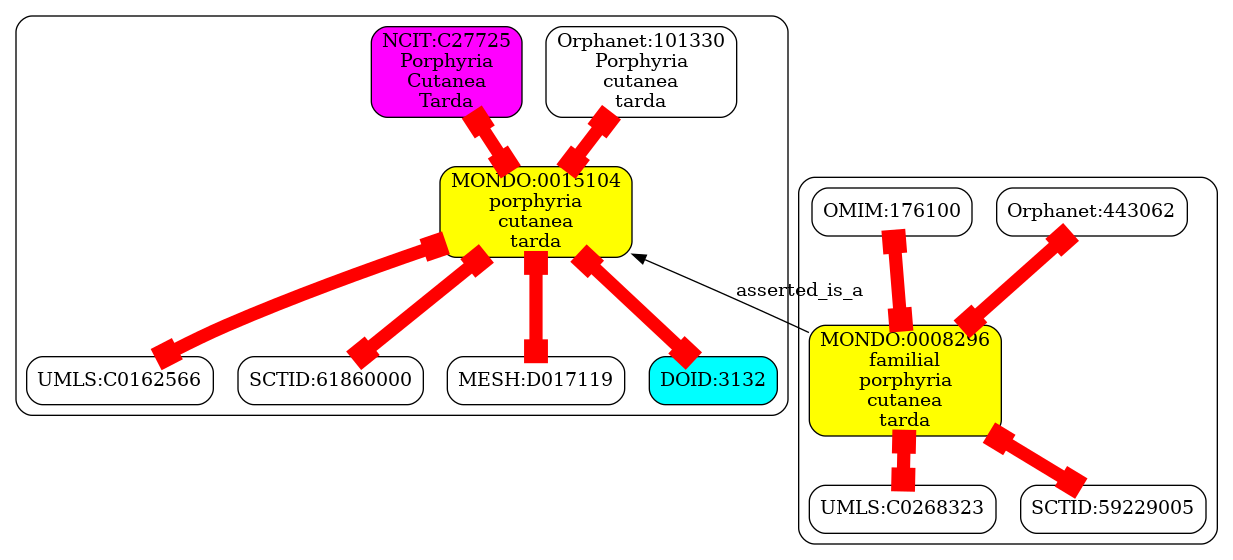 NCIT:C27725
Porphyria
Cutanea
Tarda
Orphanet:101330
Porphyria
cutanea
tarda
MONDO:0015104
porphyria
cutanea
tarda
OMIM:176100
Orphanet:443062
asserted_is_a
MONDO:0008296
familial
porphyria
cutanea
tarda
UMLS:C0162566
SCTID:61860000
MESH:D017119
DOID:3132
UMLS:C0268323
SCTID:59229005